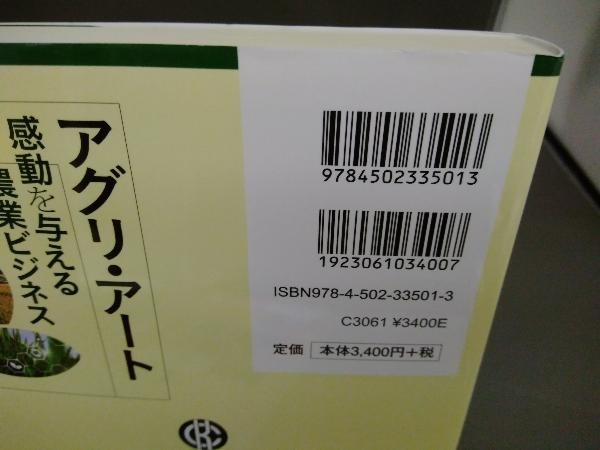 アグリ・アート
感動を与える
農業ビジネス
9784502335013
1923061034007
ISBN978-4-502-33501-3
C3061 ¥3400E
定価 本体3,400円+税